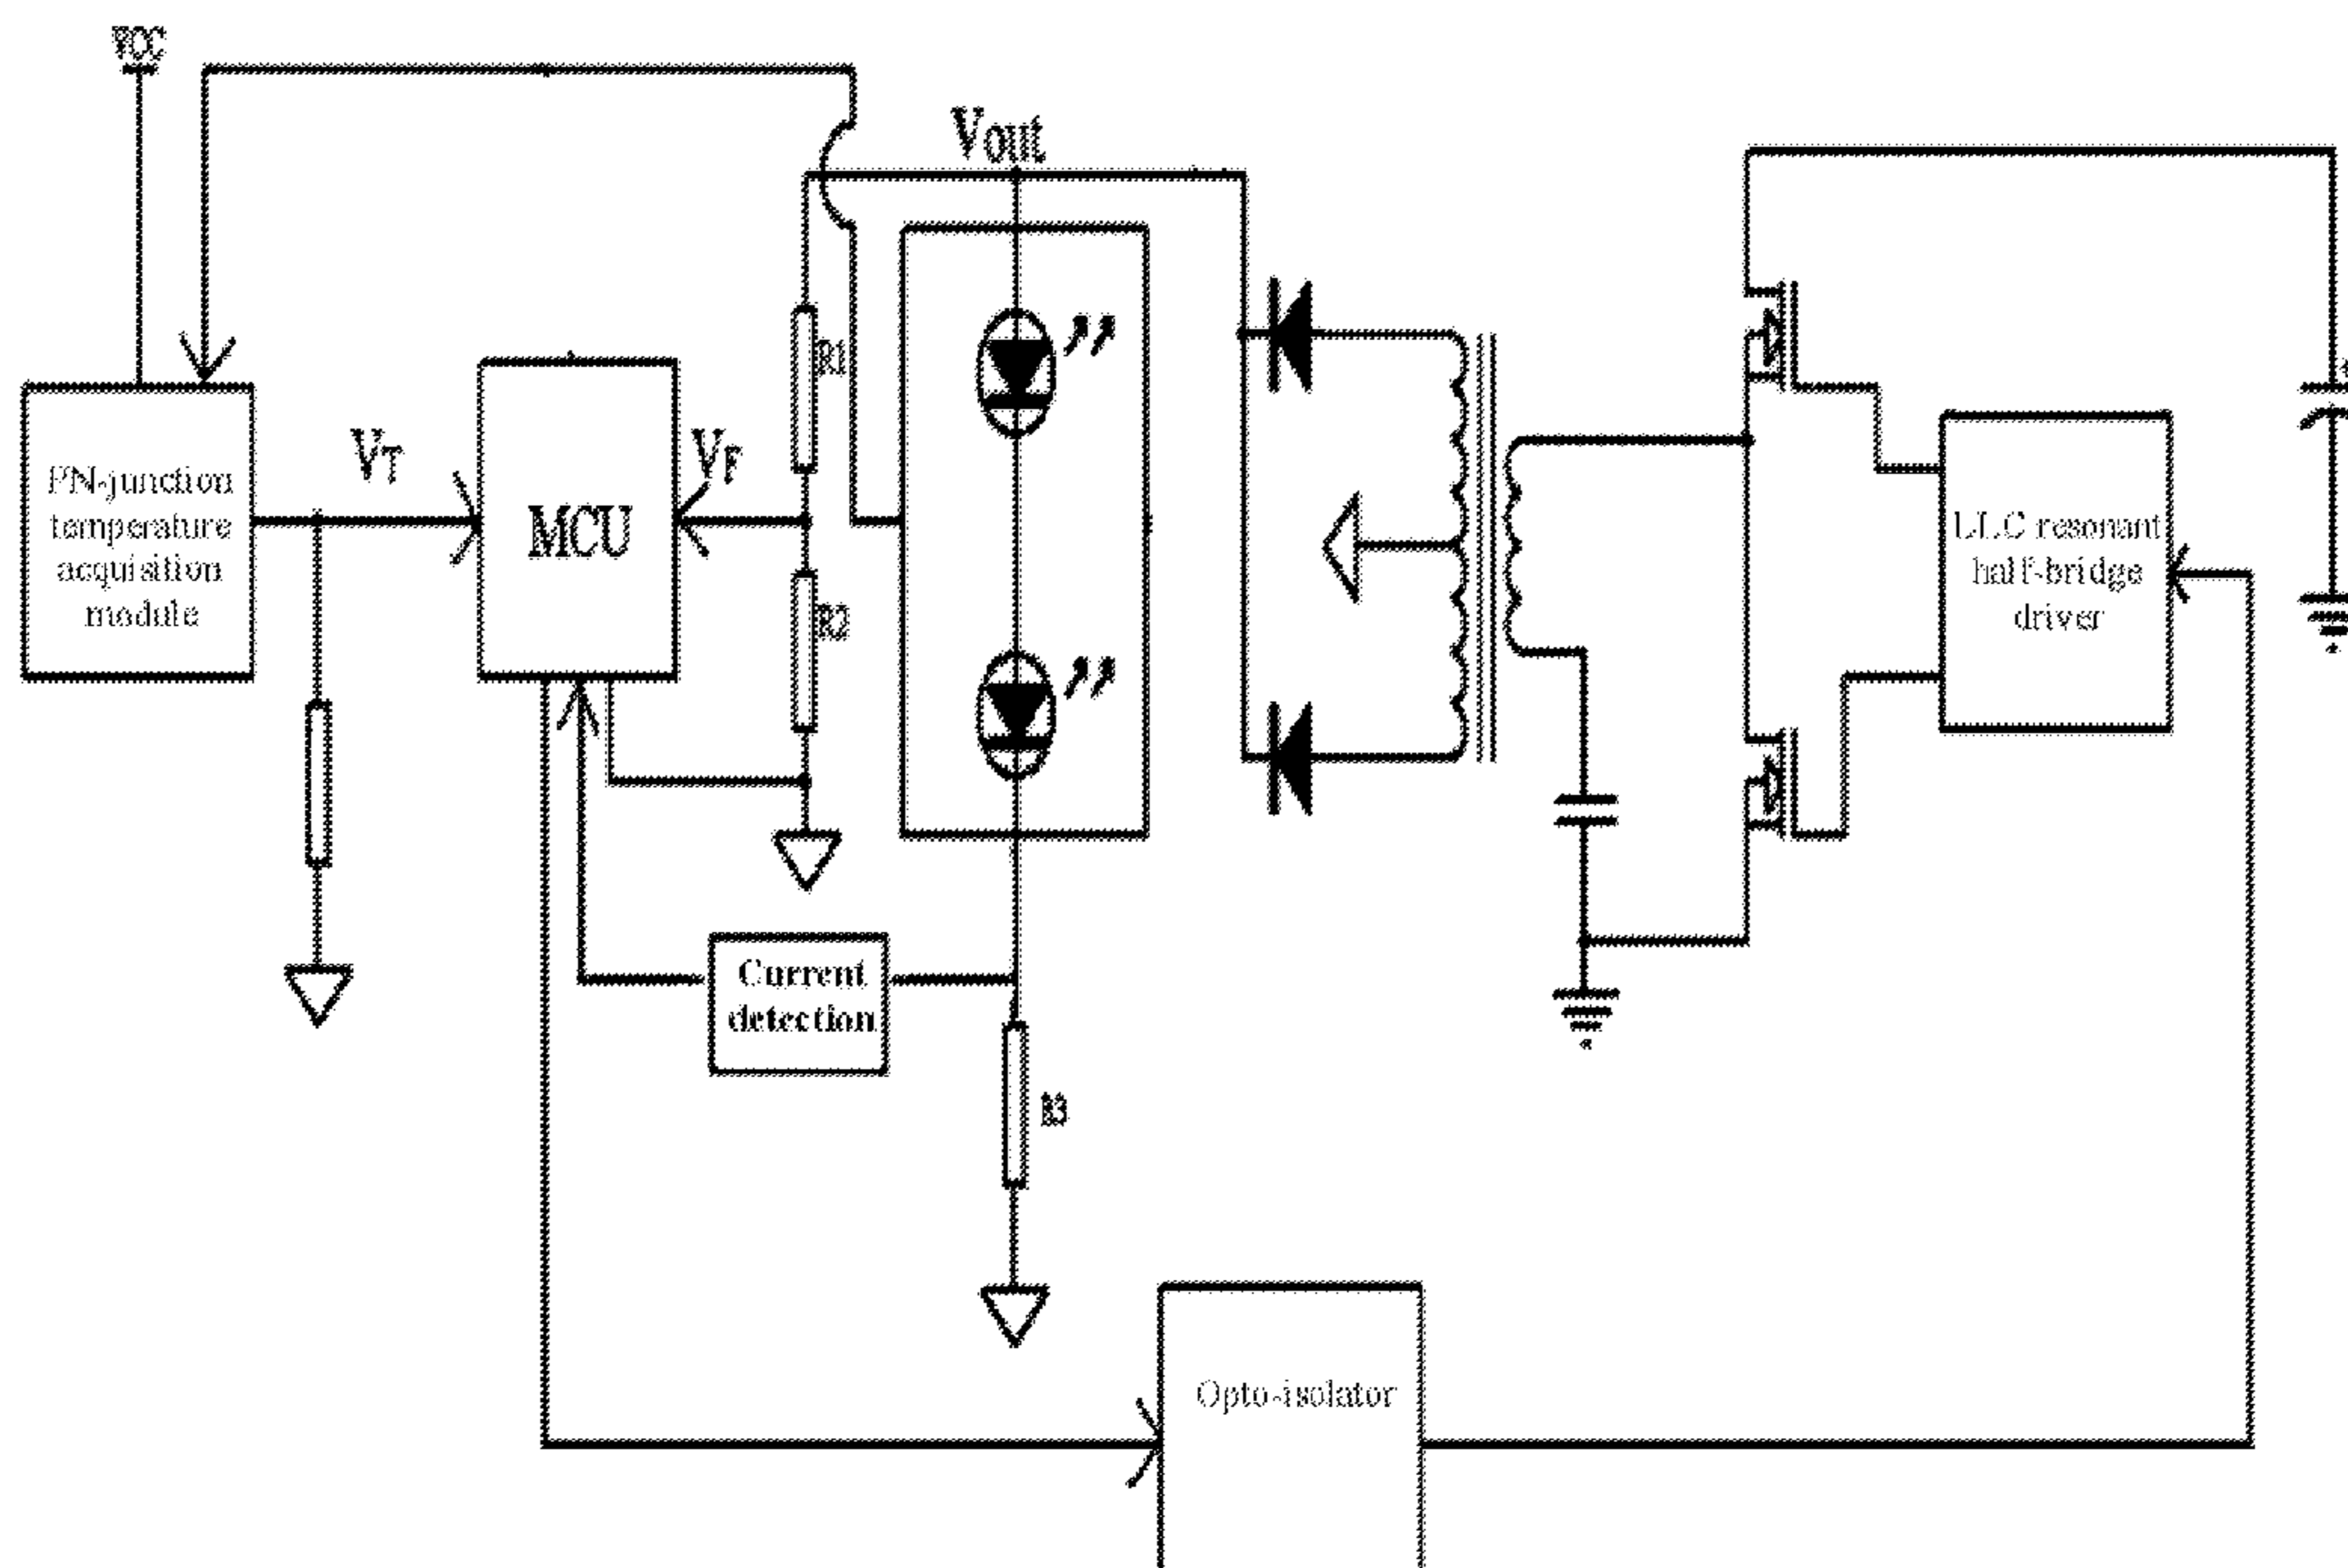 VCC
Vout
R1
VT
VF
PN-junction
temperature
acquisition
module
MCU
R2
LLC resonant
half-bridge
driver
Current
detection
R3
Opto-isolator